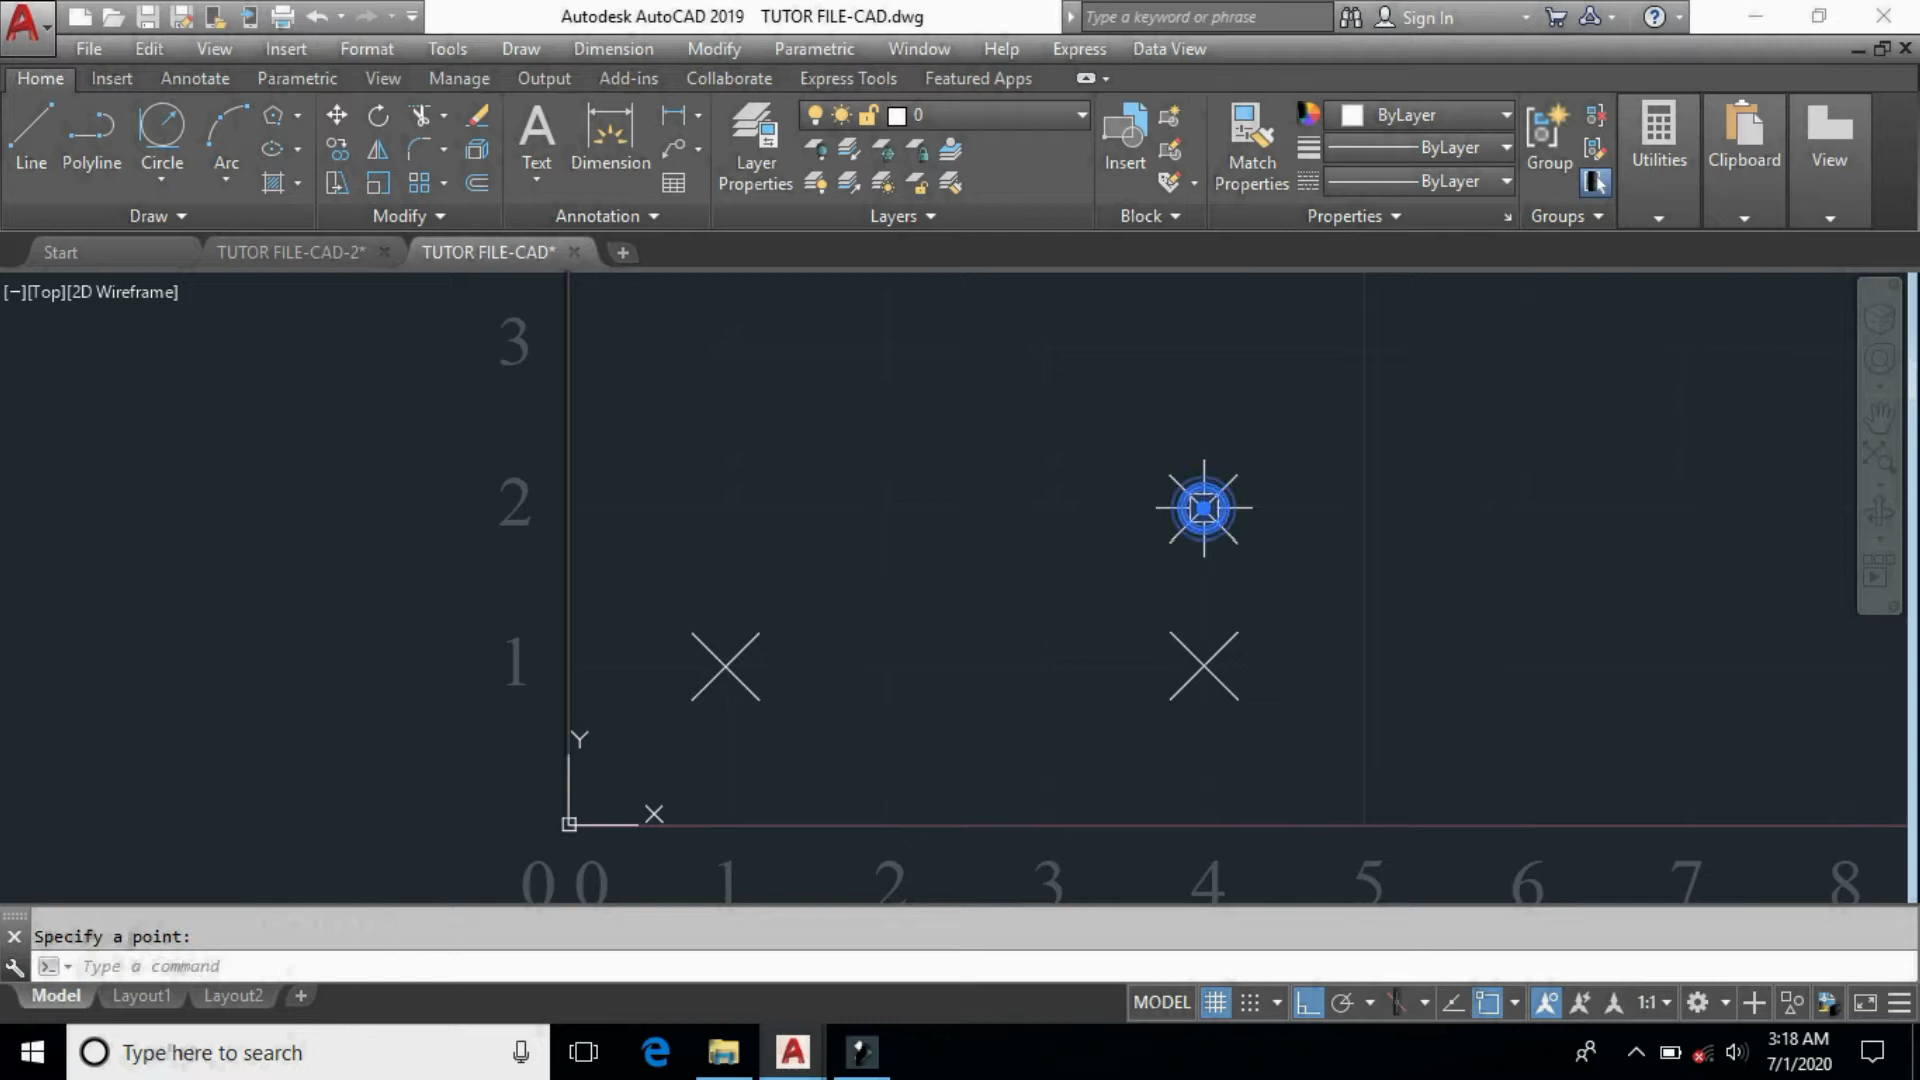 Autodesk AutoCAD 2019 TUTOR FILE-CAD.dwg
Type a keyword or phrase
Sign In
File Edit View Insert Format Tools Draw Dimension Modify Parametric Window Help Express Data View
Home Insert Annotate Parametric View Manage Output Add-ins Collaborate Express Tools Featured Apps
0
ByLayer
ByLayer
ByLayer
Line Polyline Circle Arc Text Dimension Layer Properties Insert Match Properties Group Utilities Clipboard View
Draw Modify Annotation Layers Block Properties Groups
Start TUTOR FILE-CAD-2* TUTOR FILE-CAD*
[−][Top][2D Wireframe]
3
2
1
Y
X
0 0 1 2 3 4 5 6 7 8
Specify a point:
Type a command
Model Layout1 Layout2
MODEL 1:1
Type here to search
3:18 AM
7/1/2020